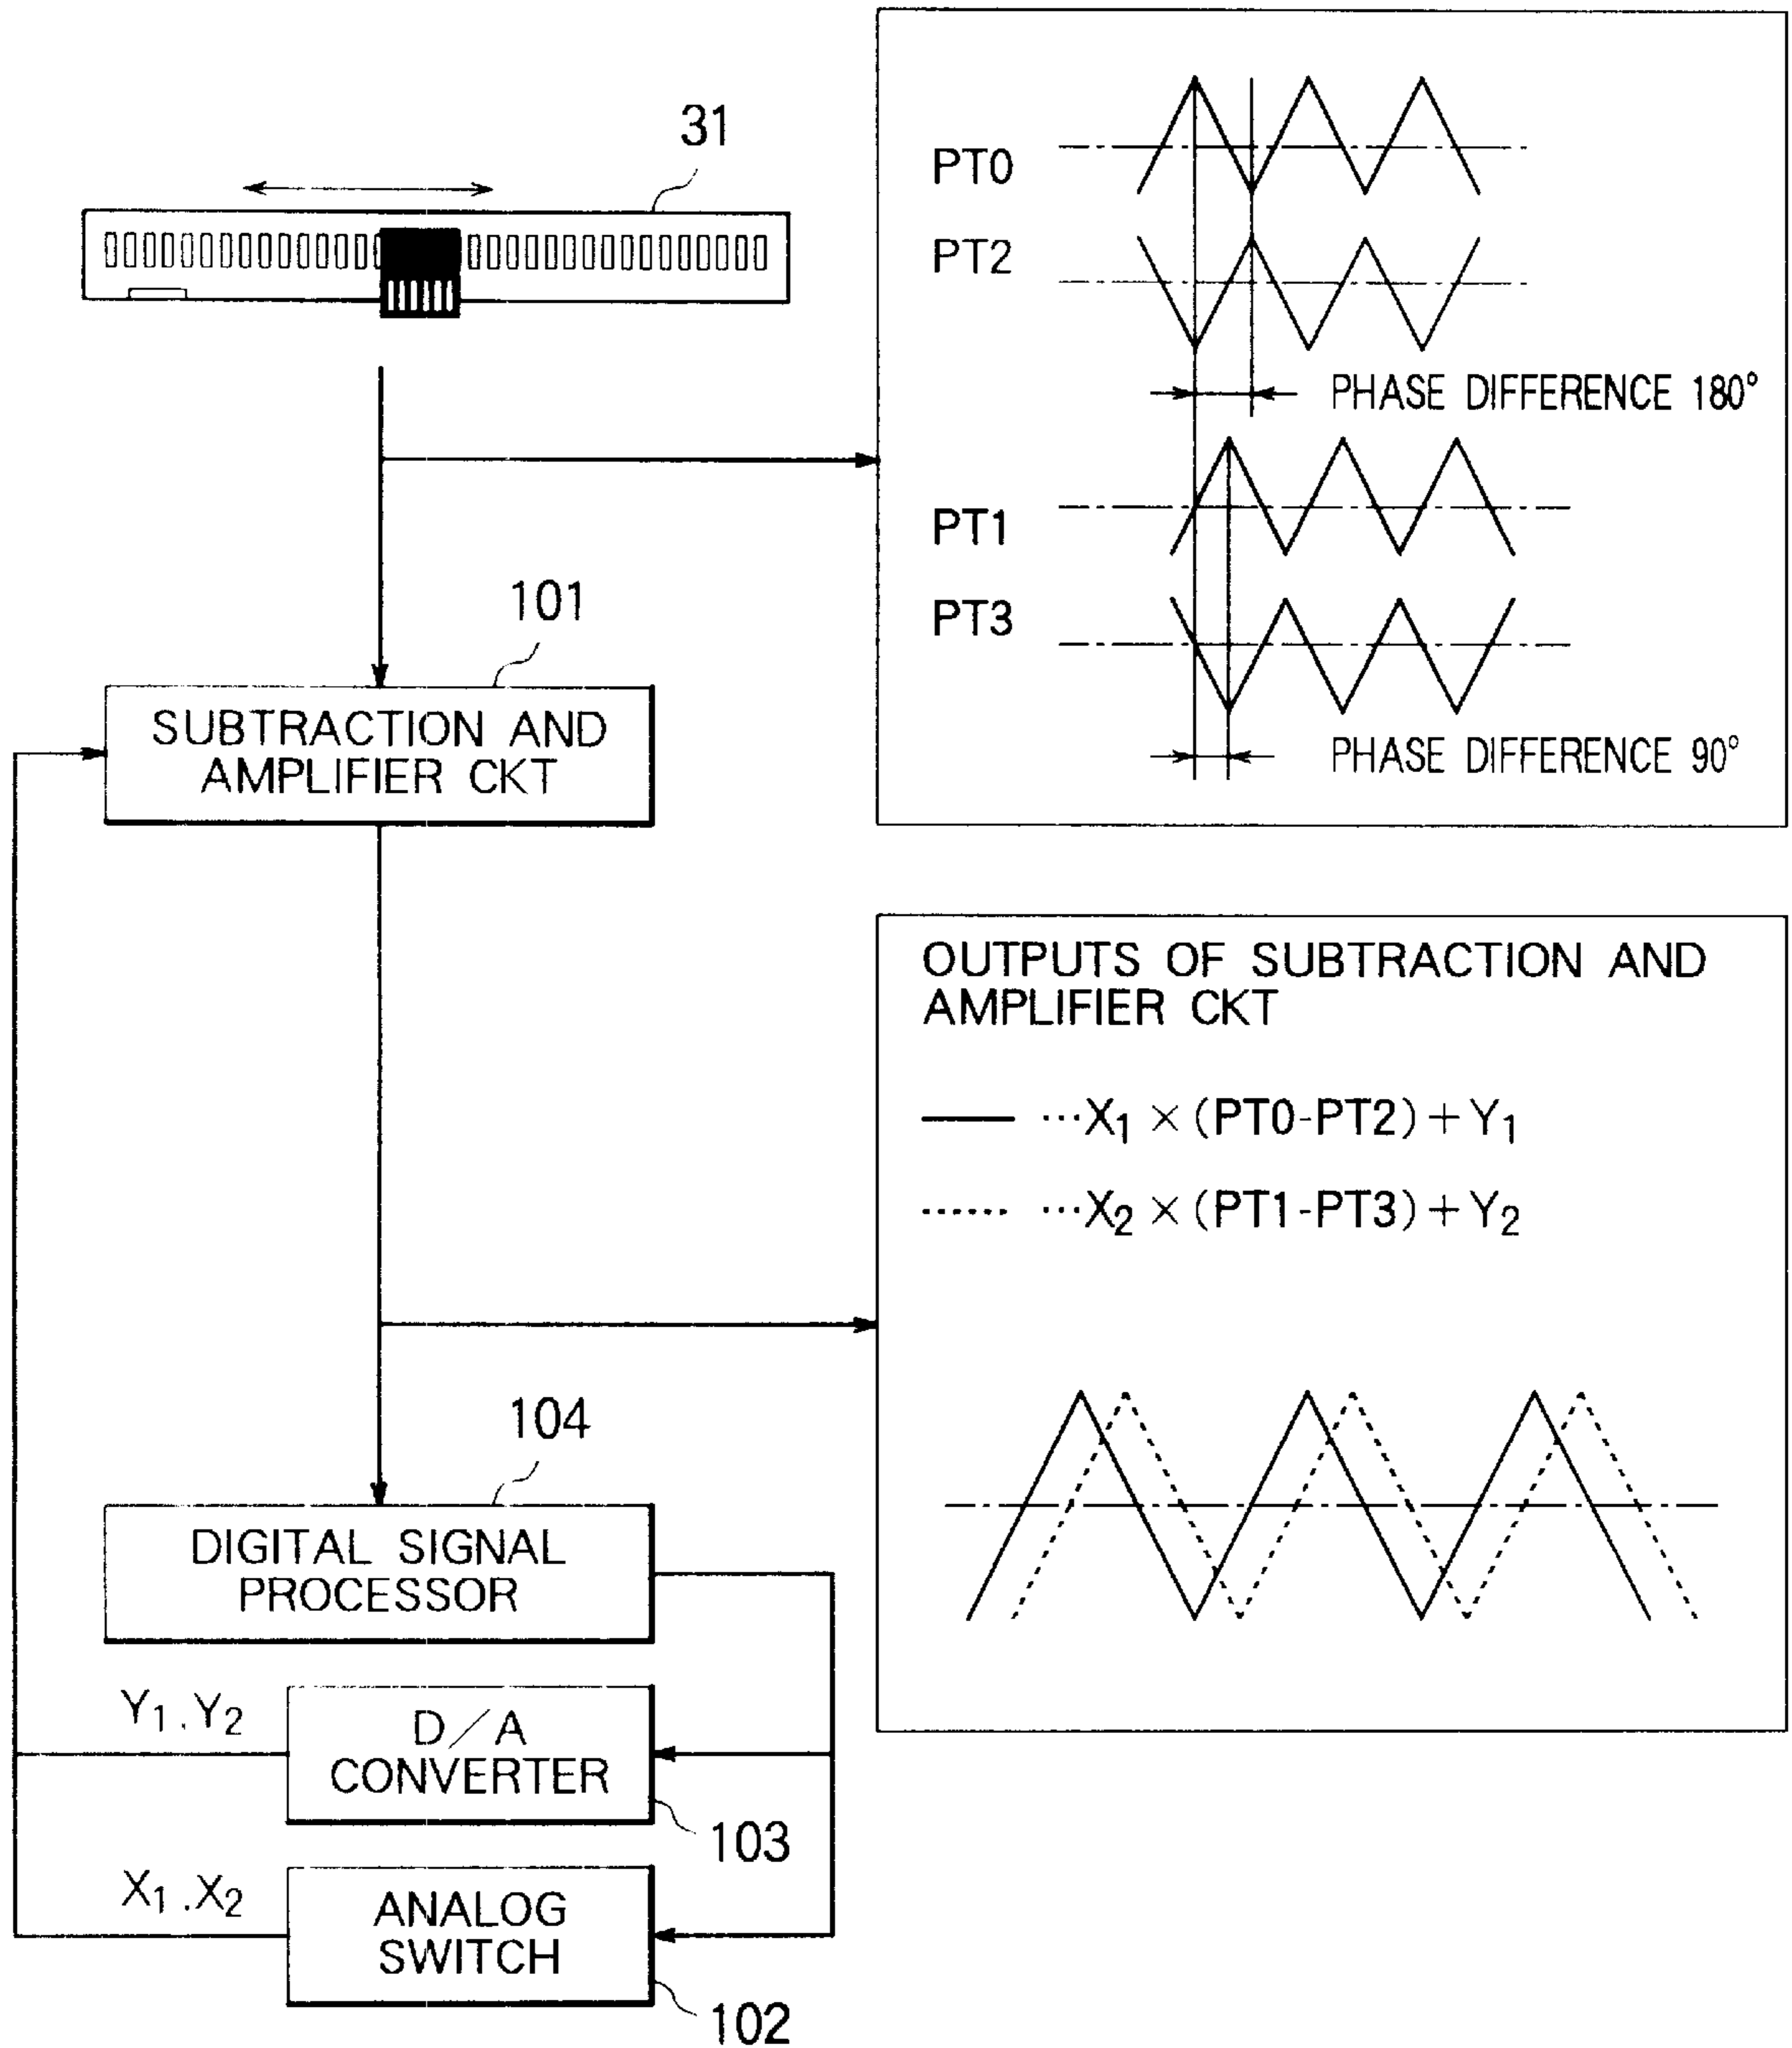 31
PT0
PT2
PHASE DIFFERENCE 180°
PT1
PT3
PHASE DIFFERENCE 90°
101
SUBTRACTION AND
AMPLIFIER CKT
OUTPUTS OF SUBTRACTION AND
AMPLIFIER CKT
···X₁ × (PT0-PT2)+Y₁
···X₂ × (PT1-PT3)+Y₂
104
DIGITAL SIGNAL
PROCESSOR
Y₁.Y₂
D/A
CONVERTER
103
X₁.X₂
ANALOG
SWITCH
102